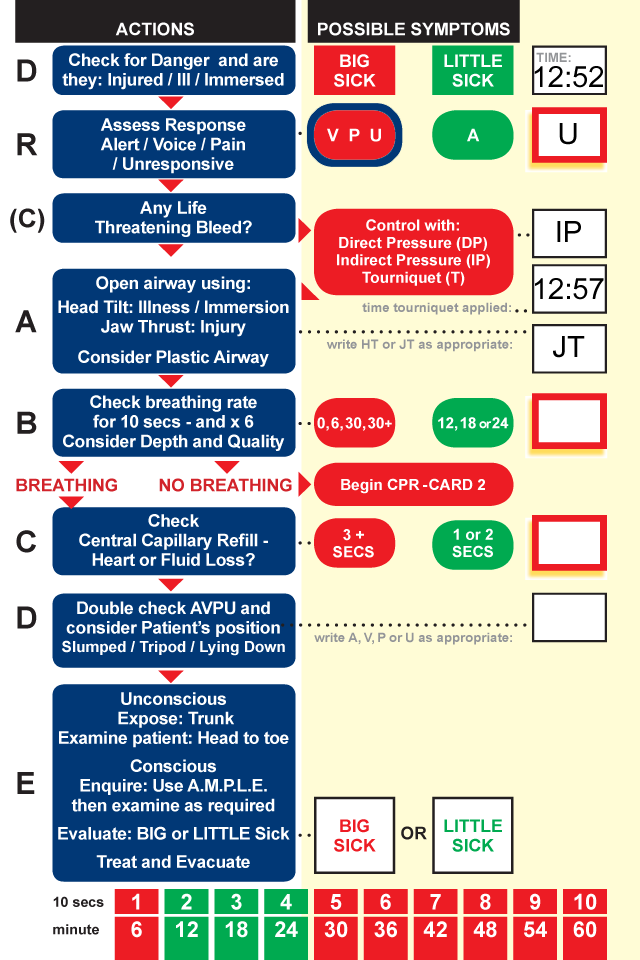 ACTIONS
POSSIBLE SYMPTOMS
D
Check for Danger and are
they: Injured / Ill / Immersed
BIG
SICK
LITTLE
SICK
TIME:
12:52
R
Assess Response
Alert / Voice / Pain
/ Unresponsive
V P U
A
U
(C)
Any Life
Threatening Bleed?
Control with:
Direct Pressure (DP)
Indirect Pressure (IP)
Tourniquet (T)
IP
time tourniquet applied:
12:57
A
Open airway using:
Head Tilt: Illness / Immersion
Jaw Thrust: Injury
Consider Plastic Airway
write HT or JT as appropriate:
JT
B
Check breathing rate
for 10 secs - and x 6
Consider Depth and Quality
0,6,30,30+
12,18 or 24
BREATHING
NO BREATHING
Begin CPR -CARD 2
C
Check
Central Capillary Refill -
Heart or Fluid Loss?
3 +
SECS
1 or 2
SECS
D
Double check AVPU and
consider Patient's position
Slumped / Tripod / Lying Down
write A, V, P or U as appropriate:
E
Unconscious
Expose: Trunk
Examine patient: Head to toe
Conscious
Enquire: Use A.M.P.L.E.
then examine as required
Evaluate: BIG or LITTLE Sick
Treat and Evacuate
BIG
SICK
OR
LITTLE
SICK
10 secs 1 2 3 4 5 6 7 8 9 10
minute 6 12 18 24 30 36 42 48 54 60